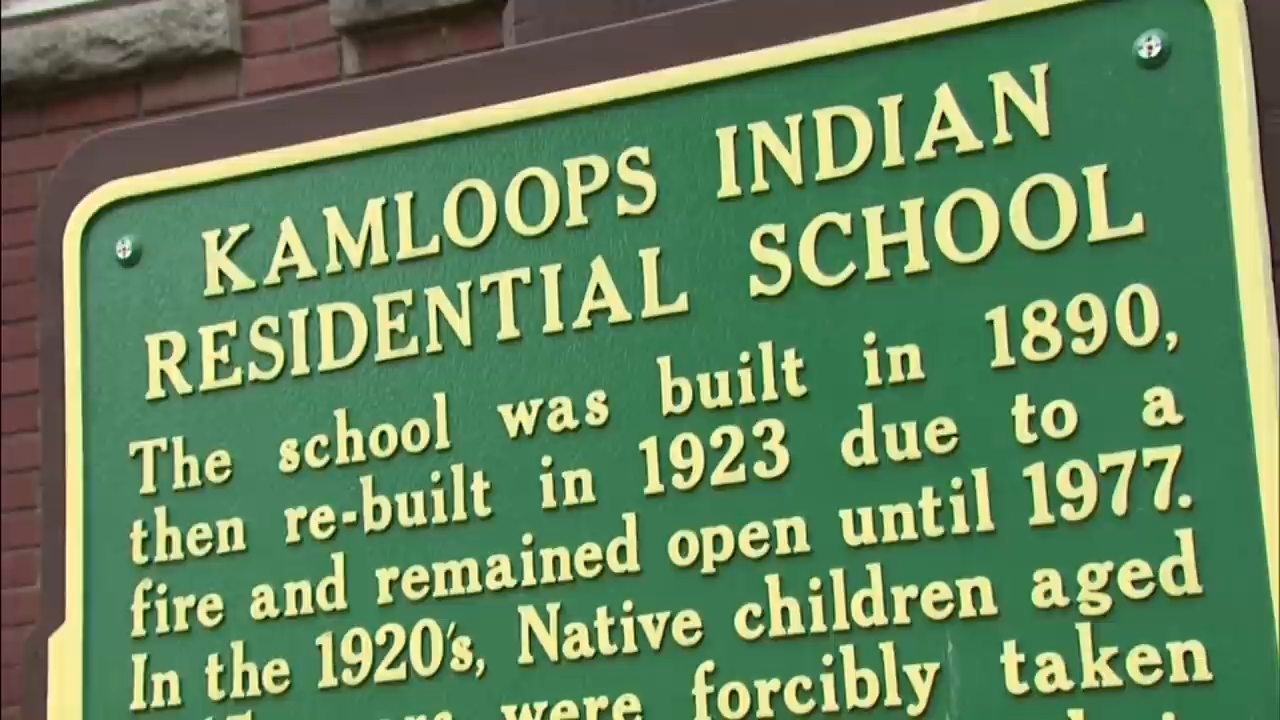 KAMLOOPS INDIAN
RESIDENTIAL SCHOOL
The school was built in 1890,
then re-built in 1923 due to a
fire and remained open until 1977.
In the 1920's, Native children aged
were forcibly taken